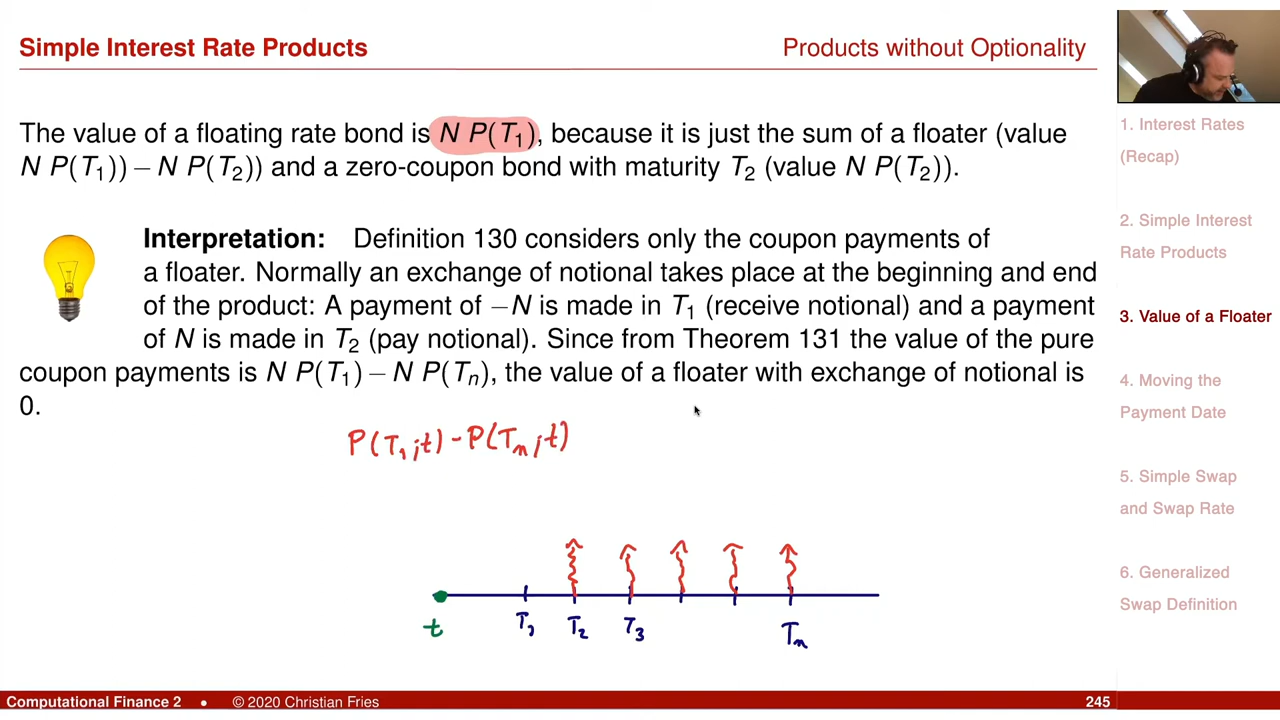 Simple Interest Rate Products
Products without Optionality
The value of a floating rate bond is N P(T₁), because it is just the sum of a floater (value
N P(T₁)) − N P(T₂)) and a zero-coupon bond with maturity T₂ (value N P(T₂)).
Interpretation: Definition 130 considers only the coupon payments of
a floater. Normally an exchange of notional takes place at the beginning and end
of the product: A payment of −N is made in T₁ (receive notional) and a payment
of N is made in T₂ (pay notional). Since from Theorem 131 the value of the pure
coupon payments is N P(T₁) − N P(Tₙ), the value of a floater with exchange of notional is
0.
P(T₁;t) - P(Tₙ;t)
t
T₁
T₂
T₃
Tₙ
1. Interest Rates
(Recap)
2. Simple Interest
Rate Products
3. Value of a Floater
4. Moving the
Payment Date
5. Simple Swap
and Swap Rate
6. Generalized
Swap Definition
Computational Finance 2 • © 2020 Christian Fries
245